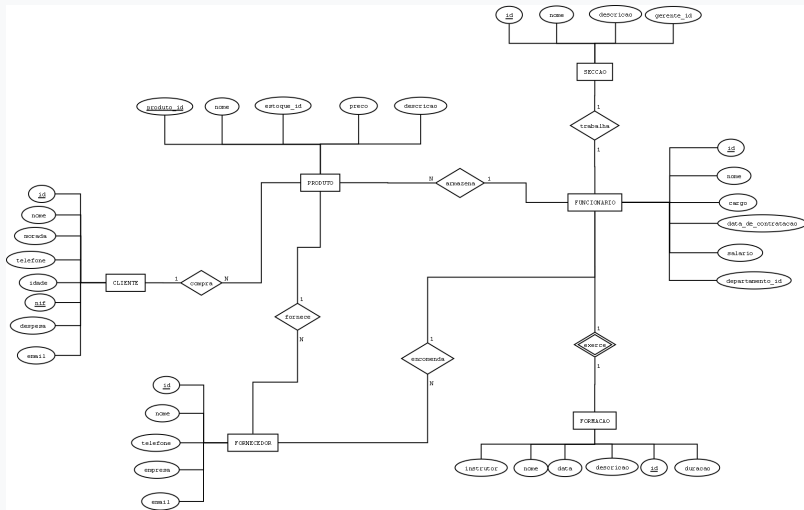 id
nome
descricao
gerente_id
SECCAO
1
trabalha
1
produto_id
nome
estoque_id
preco
descricao
PRODUTO
N
armazena
1
FUNCIONARIO
id
nome
cargo
data_de_contratacao
salario
departamento_id
id
nome
morada
telefone
idade
nif
despesa
email
CLIENTE
1
compra
N
1
fornece
N
1
encomenda
N
1
exerce
1
id
nome
telefone
empresa
email
FORNECEDOR
FORMACAO
instrutor
nome
data
descricao
id
duracao